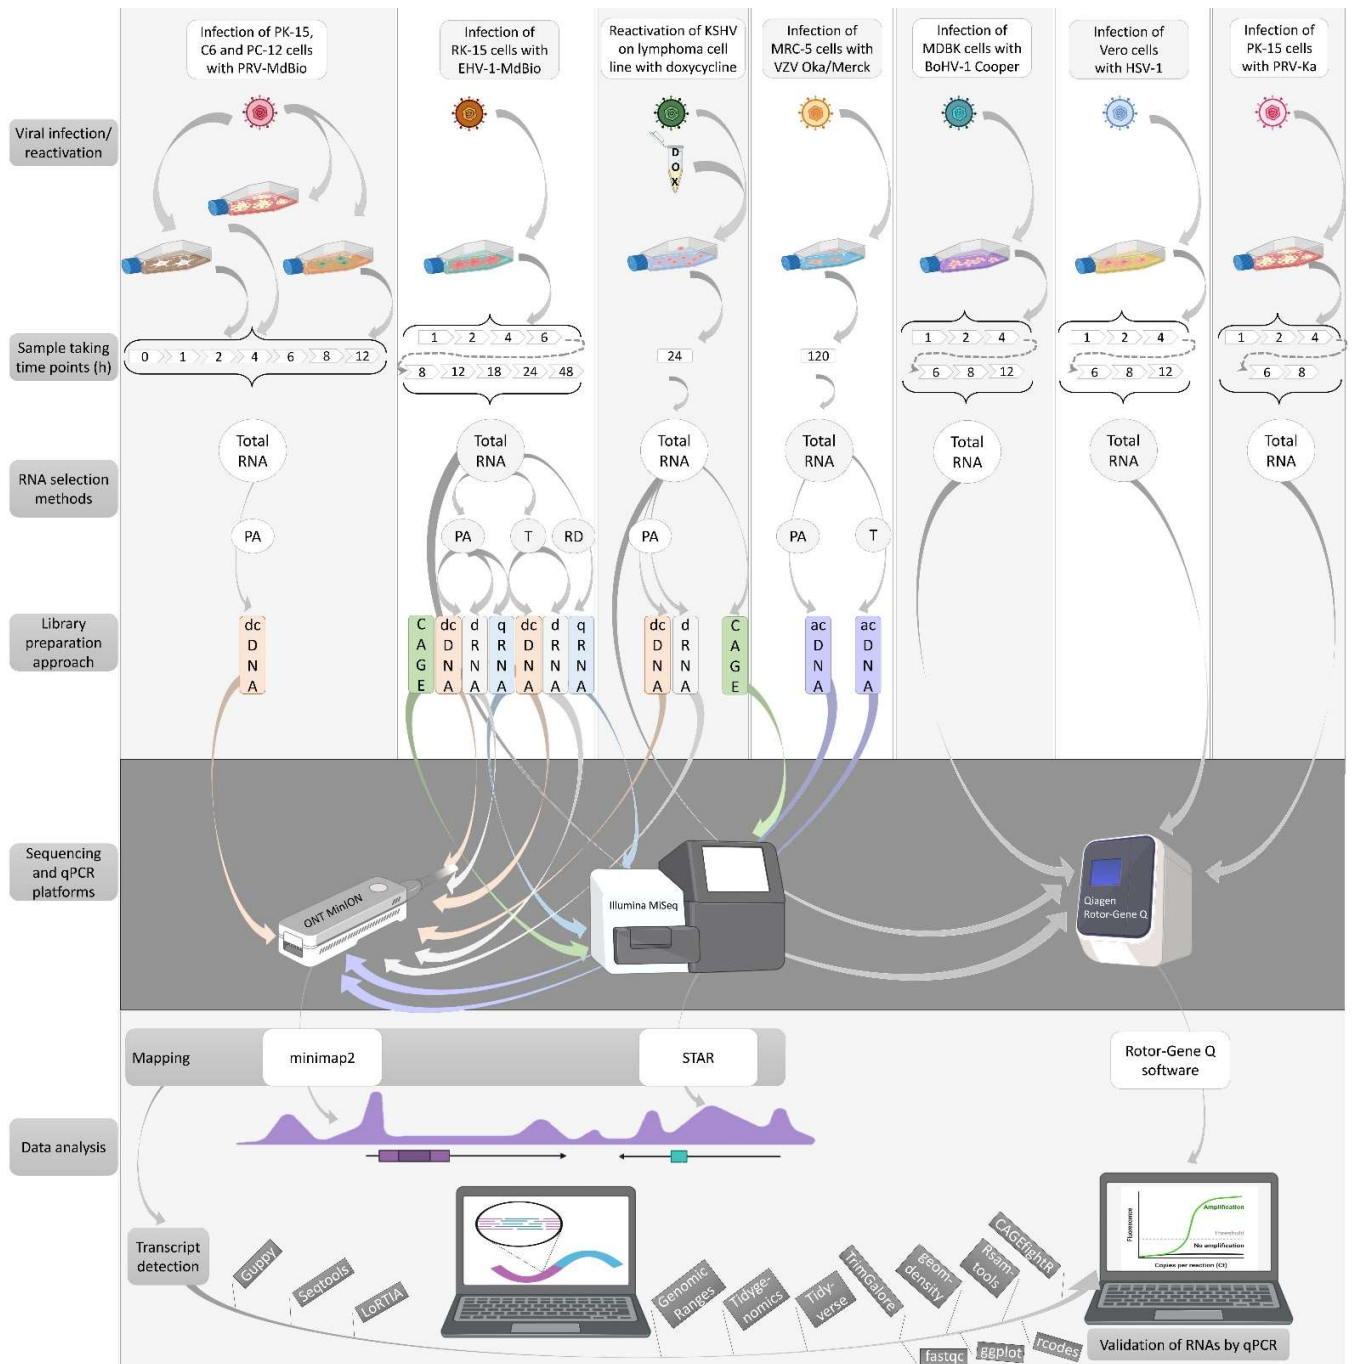 Infection of PK-15,
C6 and PC-12 cells
with PRV-MdBio
Infection of
RK-15 cells with
EHV-1-MdBio
Reactivation of KSHV
on lymphoma cell
line with doxycycline
Infection of
MRC-5 cells with
VZV Oka/Merck
Infection of
MDBK cells with
BoHV-1 Cooper
Infection of
Vero cells
with HSV-1
Infection of
PK-15 cells
with PRV-Ka
Viral infection/
reactivation
DOX
Sample taking
time points (h)
0 1 2 4 6 8 12
1 2 4 6
8 12 18 24 48
24
120
1 2 4
6 8 12
1 2 4
6 8 12
1 2 4
6 8
RNA selection
methods
Total
RNA
PA
Total
RNA
PA T RD
Total
RNA
PA
Total
RNA
PA T
Total
RNA
Total
RNA
Total
RNA
Library
preparation
approach
dcDNA
CAGE
dcDNA
dRNA
qRNA
dcDNA
dRNA
qRNA
dcDNA
dRNA
CAGE
acDNA
acDNA
Sequencing
and qPCR
platforms
ONT MinION
Illumina MiSeq
Qiagen
Rotor-Gene Q
Data analysis
Mapping
minimap2
STAR
Rotor-Gene Q
software
Transcript
detection
Guppy
Seqtools
LoRTIA
Genomic
Ranges
Tidyge-
nomics
Tidy-
verse
TrimGalore
geom-
density
Rsam-
tools
CAGEfightR
fastqc
ggplot
rcodes
Fluorescence
Amplification
Threshold
No amplification
Copies per reaction (Ct)
Validation of RNAs by qPCR